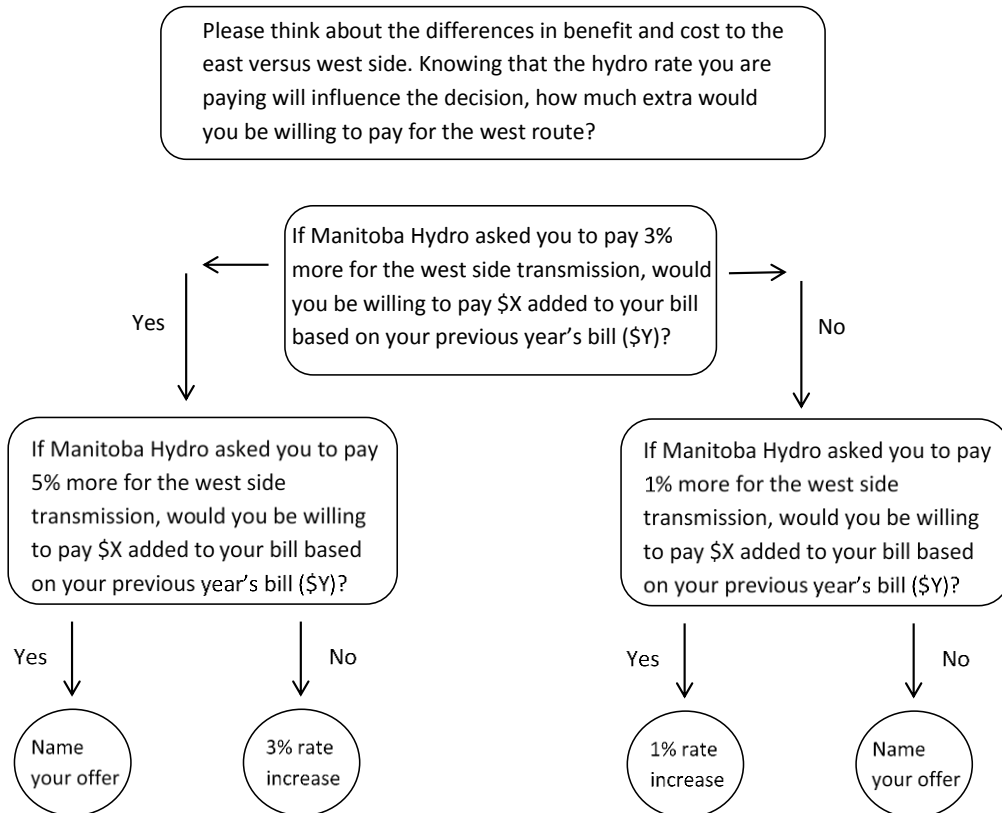 Please think about the differences in benefit and cost to the
east versus west side. Knowing that the hydro rate you are
paying will influence the decision, how much extra would
you be willing to pay for the west route?
If Manitoba Hydro asked you to pay 3%
more for the west side transmission, would
you be willing to pay $X added to your bill
based on your previous year's bill ($Y)?
Yes
No
If Manitoba Hydro asked you to pay
5% more for the west side
transmission, would you be willing
to pay $X added to your bill based
on your previous year's bill ($Y)?
If Manitoba Hydro asked you to pay
1% more for the west side
transmission, would you be willing
to pay $X added to your bill based
on your previous year's bill ($Y)?
Yes
No
Yes
No
Name
your offer
3% rate
increase
1% rate
increase
Name
your offer